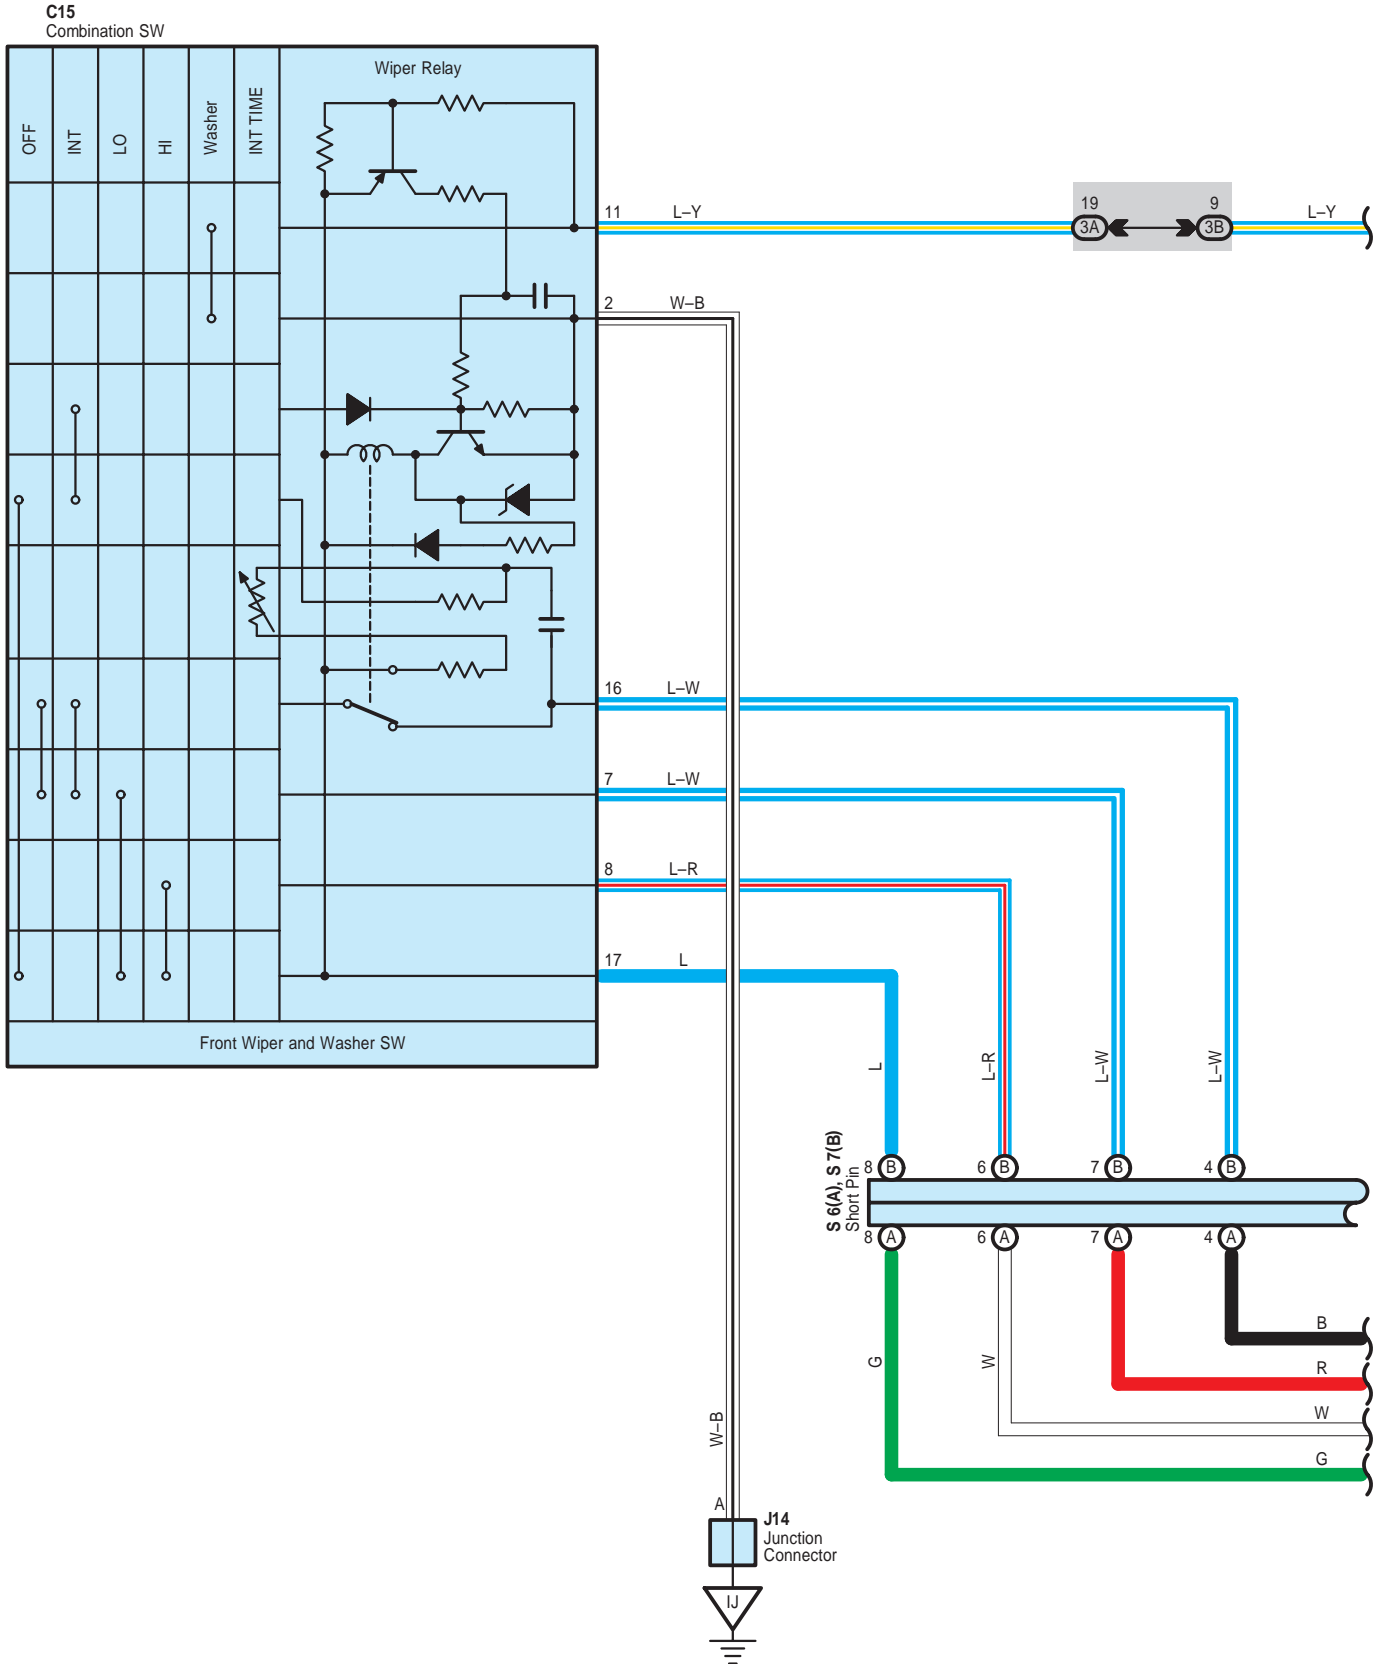 C15
Combination SW
Wiper Relay
OFF
INT
LO
HI
Washer
INT TIME
11 L–Y
19
3A
9
3B
L–Y
2 W–B
16 L–W
7 L–W
8 L–R
17 L
Front Wiper and Washer SW
L
L–R
L–W
L–W
S 6(A), S 7(B)
Short Pin
8 B
6 B
7 B
4 B
8 A
6 A
7 A
4 A
B
R
W
G
G
W
W–B
A
J14
Junction
Connector
IJ